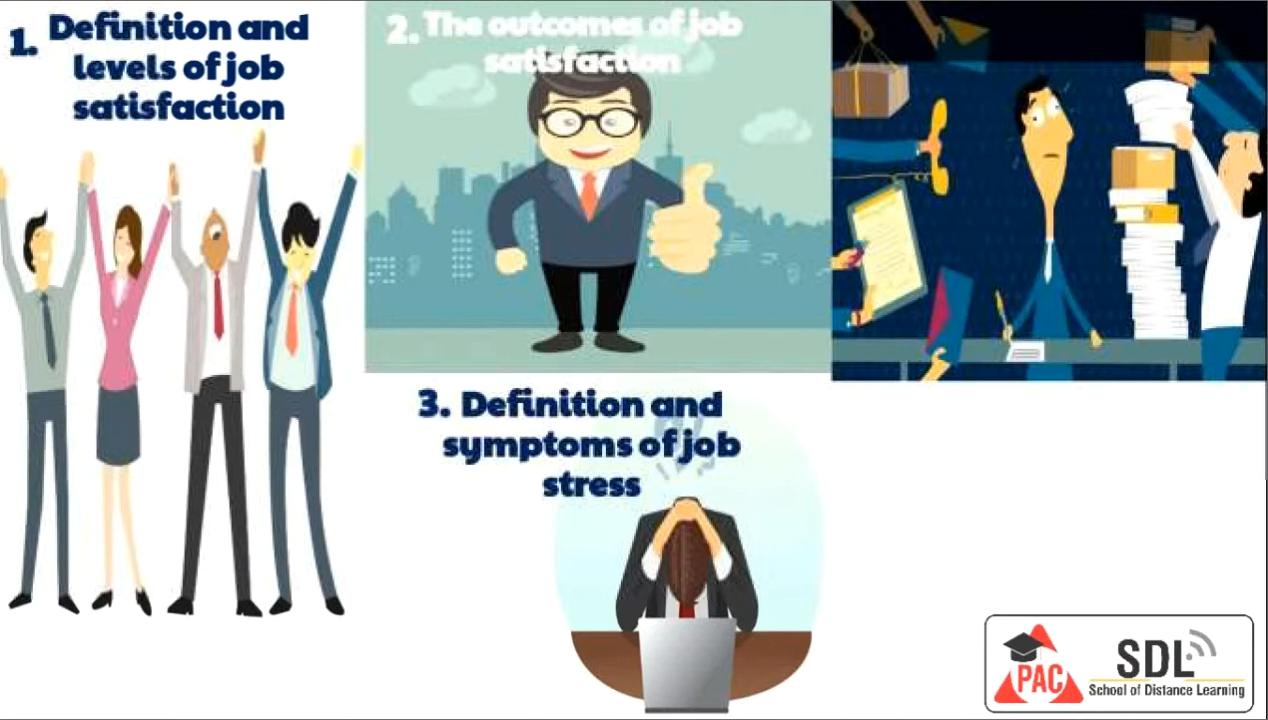 1. Definition and
levels of job
satisfaction
2. The outcomes of job
satisfaction
3. Definition and
symptoms of job
stress
PAC
SDL
School of Distance Learning